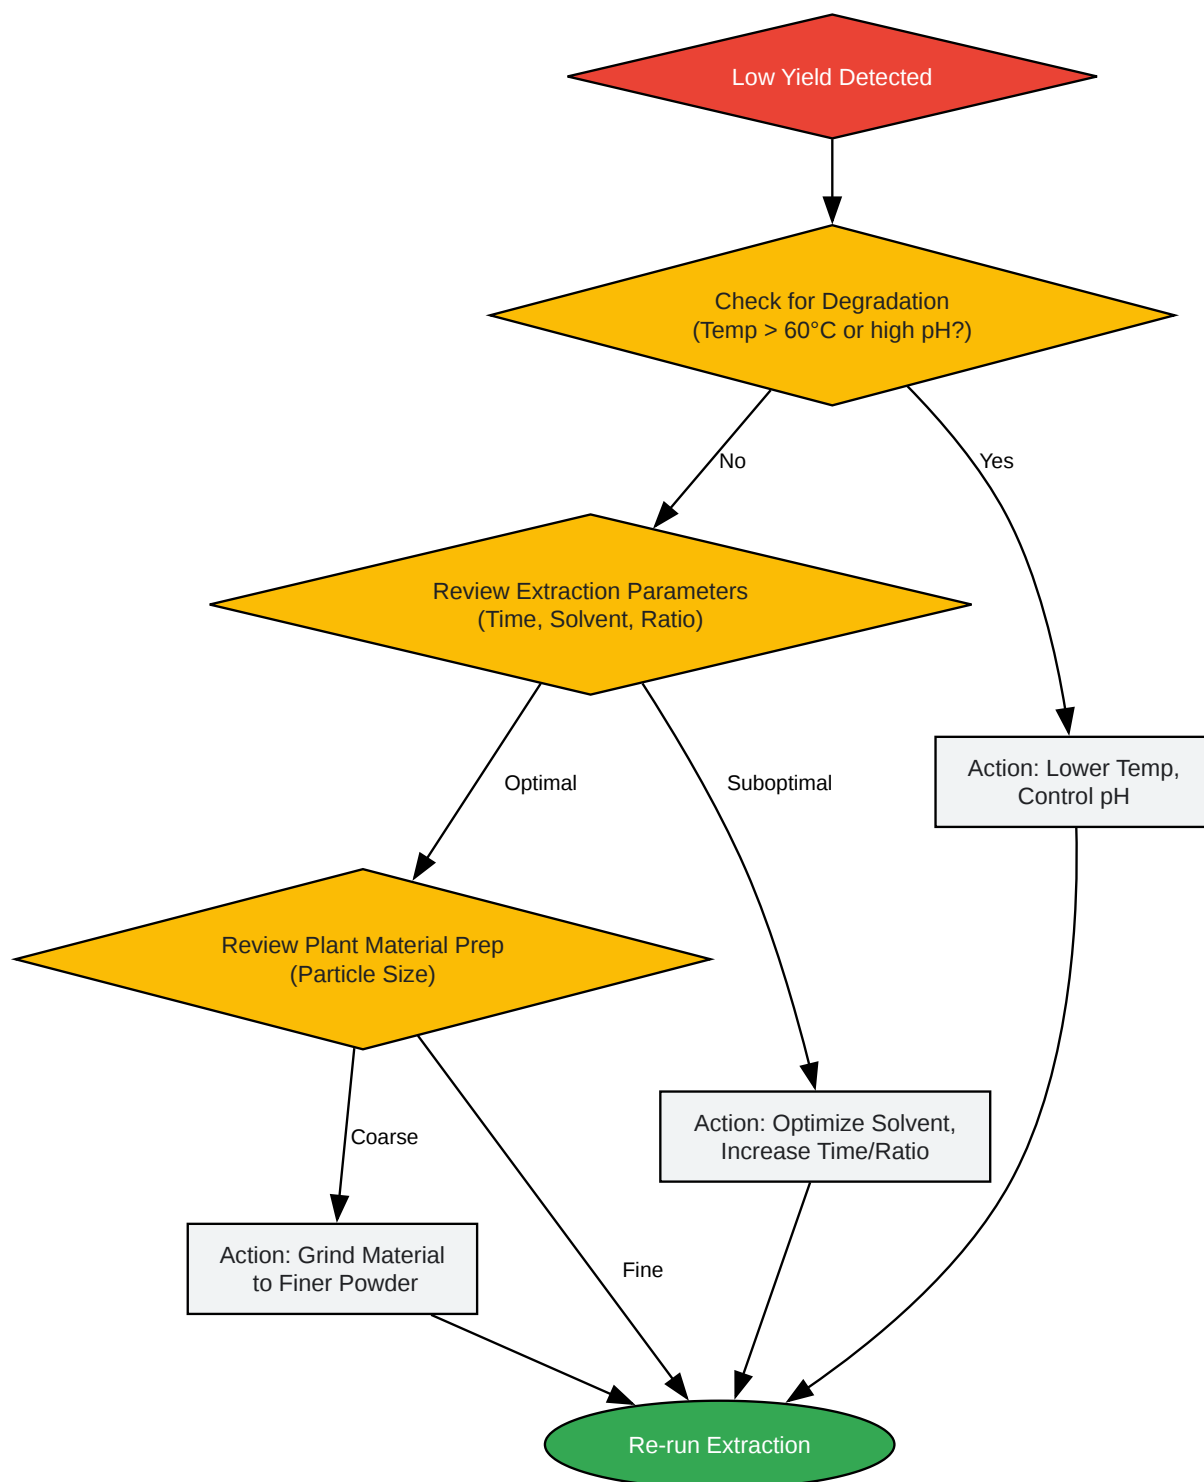 Low Yield Detected
Check for Degradation
(Temp > 60°C or high pH?)
No
Yes
Review Extraction Parameters
(Time, Solvent, Ratio)
Optimal
Suboptimal
Action: Lower Temp,
Control pH
Review Plant Material Prep
(Particle Size)
Coarse
Action: Optimize Solvent,
Increase Time/Ratio
Action: Grind Material
to Finer Powder
Fine
Re-run Extraction